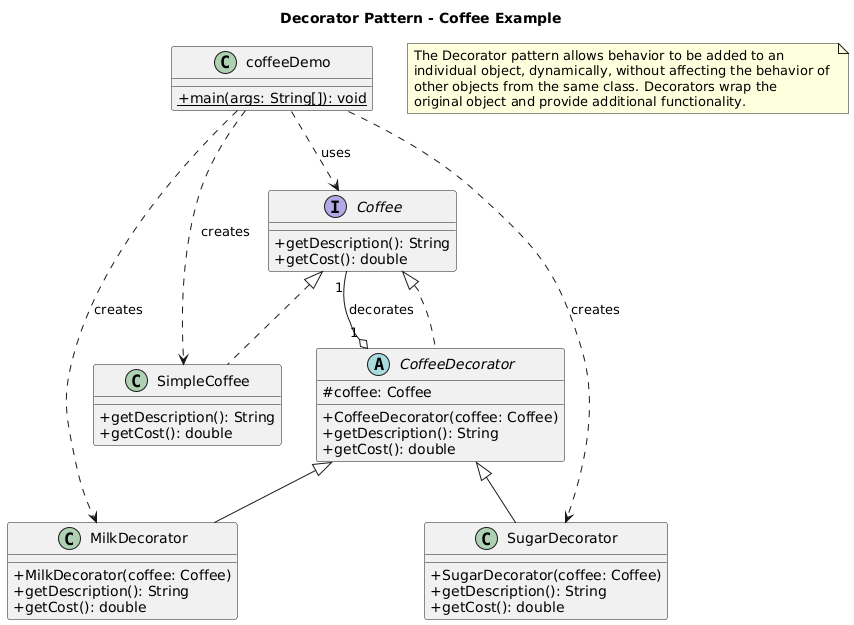 Decorator Pattern - Coffee Example
C coffeeDemo
+main(args: String[]): void
The Decorator pattern allows behavior to be added to an
individual object, dynamically, without affecting the behavior of
other objects from the same class. Decorators wrap the
original object and provide additional functionality.
uses
I Coffee
+getDescription(): String
+getCost(): double
creates
1
decorates
1
creates
creates
C SimpleCoffee
+getDescription(): String
+getCost(): double
A CoffeeDecorator
#coffee: Coffee
+CoffeeDecorator(coffee: Coffee)
+getDescription(): String
+getCost(): double
C MilkDecorator
+MilkDecorator(coffee: Coffee)
+getDescription(): String
+getCost(): double
C SugarDecorator
+SugarDecorator(coffee: Coffee)
+getDescription(): String
+getCost(): double